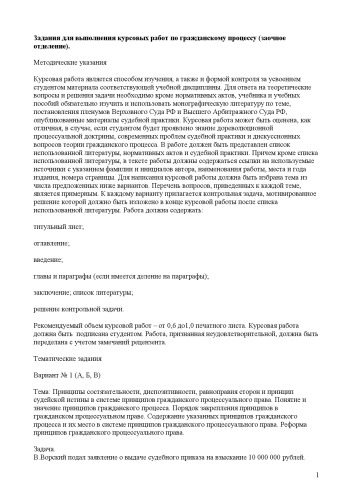 Задания для выполнения курсовых работ по гражданскому процессу (заочное
отделение).
Методические указания
Курсовая работа является способом изучения, а также и формой контроля за усвоением
студентом материала соответствующей учебной дисциплины. Для ответа на теоретические
вопросы и решения задачи необходимо кроме нормативных актов, учебника и учебных
пособий обязательно изучить и использовать монографическую литературу по теме,
постановления пленумов Верховного Суда РФ и Высшего Арбитражного Суда РФ,
опубликованные материалы судебной практики. Курсовая работа может быть оценена, как
отличная, в случае, если студентом будет проявлено знание дореволюционной
процессуальной доктрины, современных проблем судебной практики и дискуссионных
вопросов теории гражданского процесса. В работе должен быть представлен список
использованной литературы, нормативных актов и судебной практики. Причем кроме списка
использованной литературы, в тексте работы должны содержаться ссылки на используемые
источники с указанием фамилии и инициалов автора, наименования работы, места и года
издания, номера страницы. Для написания курсовой работы должна быть избрана тема из
числа предложенных ниже вариантов. Перечень вопросов, приведенных к каждой теме,
является примерным. К каждому варианту прилагается контрольная задача, мотивированное
решение которой должно быть изложено в конце курсовой работы после списка
использованной литературы. Работа должна содержать:
титульный лист;
оглавление;
введение;
главы и параграфы (если имеется деление на параграфы);
заключение; список литературы;
решение контрольной задачи.
Рекомендуемый объем курсовой работ – от 0,6 до1,0 печатного листа. Курсовая работа
должна быть подписана студентом. Работа, признанная неудовлетворительной, должна быть
переделана с учетом замечаний рецензента.
Тематические задания
Вариант № 1 (А, Б, В)
Тема: Принципы состязательности, диспозитивности, равноправия сторон и принцип
судейской истины в системе принципов гражданского процессуального права. Понятие и
значение принципов гражданского процесса. Порядок закрепления принципов в
гражданском процессуальном праве. Содержание указанных принципов гражданского
процесса и их место в системе принципов гражданского процессуального права. Реформа
принципов гражданского процессуального права.
Задача.
В.Ворский подал заявление о выдаче судебного приказа на взыскание 10 000 000 рублей.
1